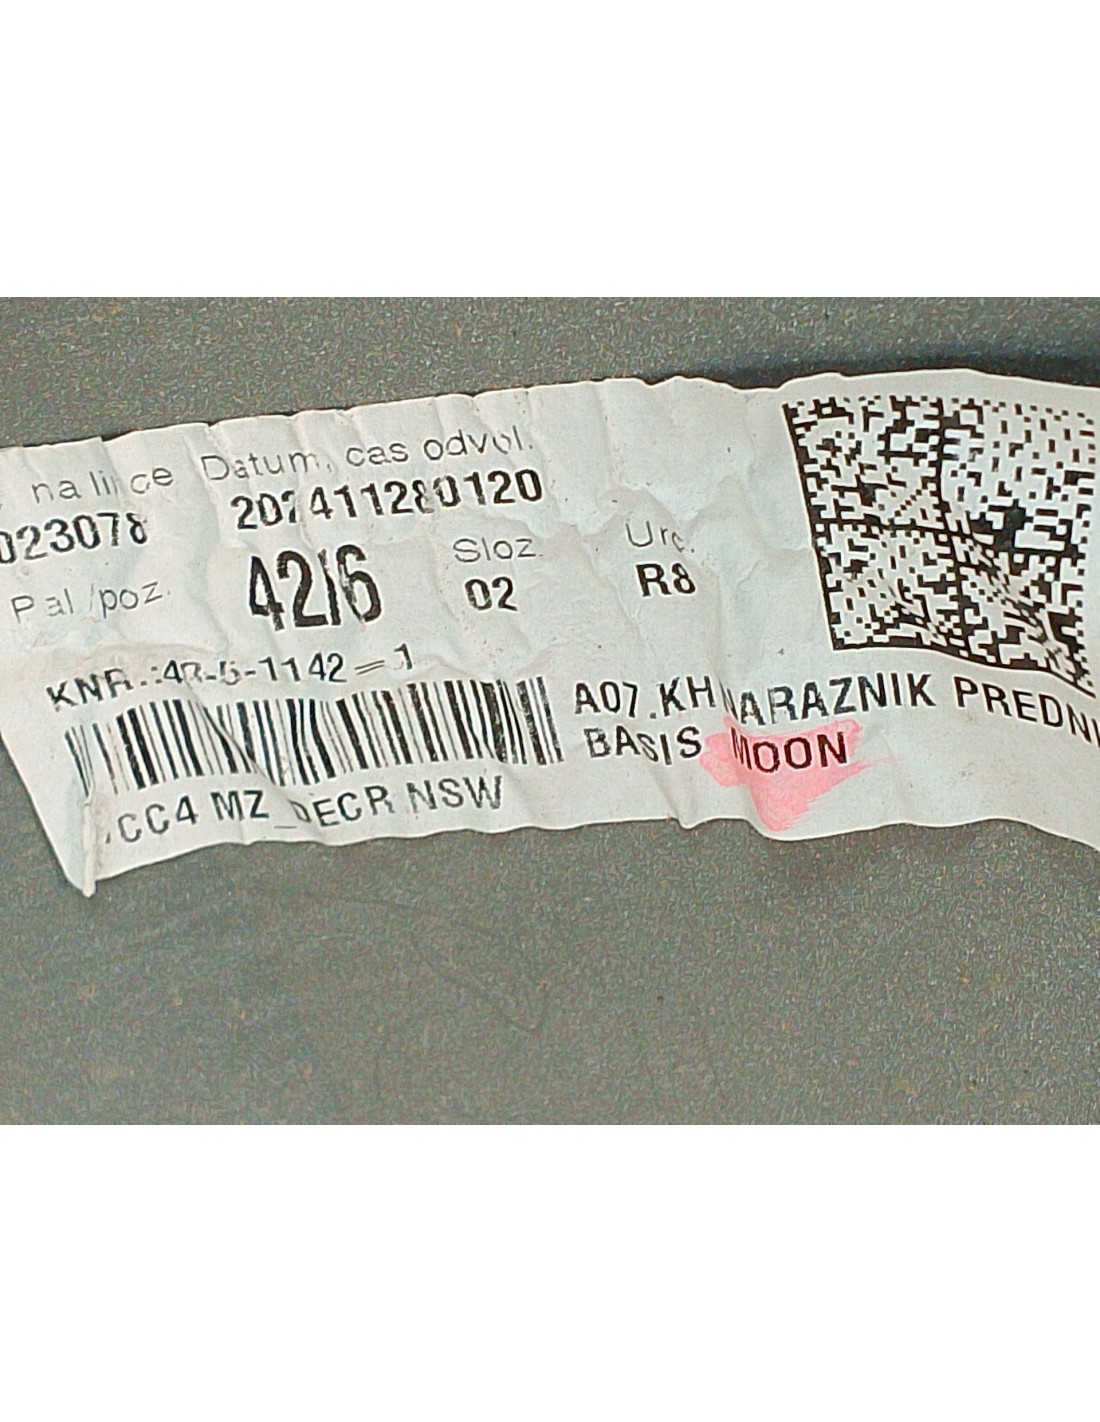 na lince Datum, cas odvol.
023078 202411280120
Pal/poz. 42/6 Sloz. 02 Urc. R8
A07.KH NARAZNIK PREDNI
BASIS MOON
CC4 MZ_DECR NSW